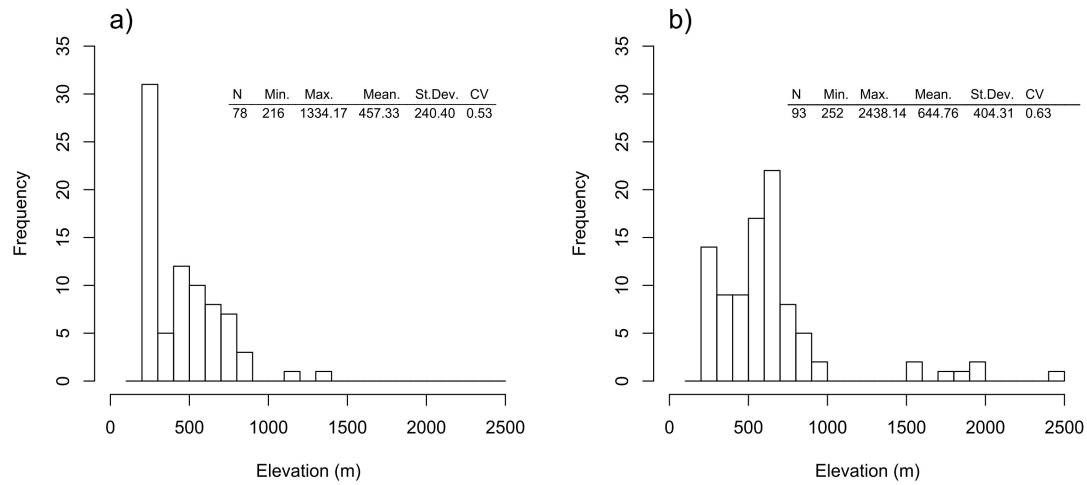 a)
35
30
25
20
15
10
5
0
Frequency
N Min. Max. Mean. St.Dev. CV
78 216 1334.17 457.33 240.40 0.53
0 500 1000 1500 2000 2500
Elevation (m)
b)
35
30
25
20
15
10
5
0
Frequency
N Min. Max. Mean. St.Dev. CV
93 252 2438.14 644.76 404.31 0.63
0 500 1000 1500 2000 2500
Elevation (m)